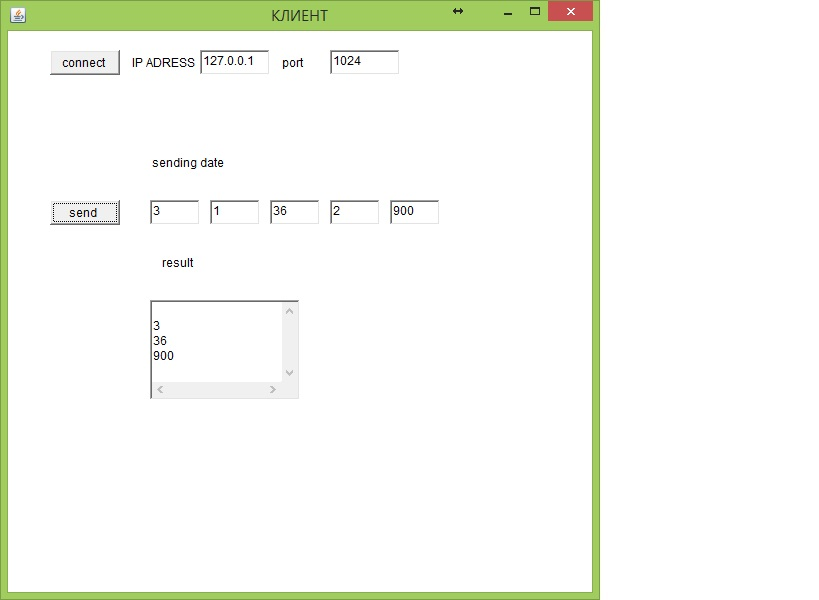 КЛИЕНТ
connect IP ADRESS 127.0.0.1 port 1024
sending date
send 3 1 36 2 900
result
3
36
900